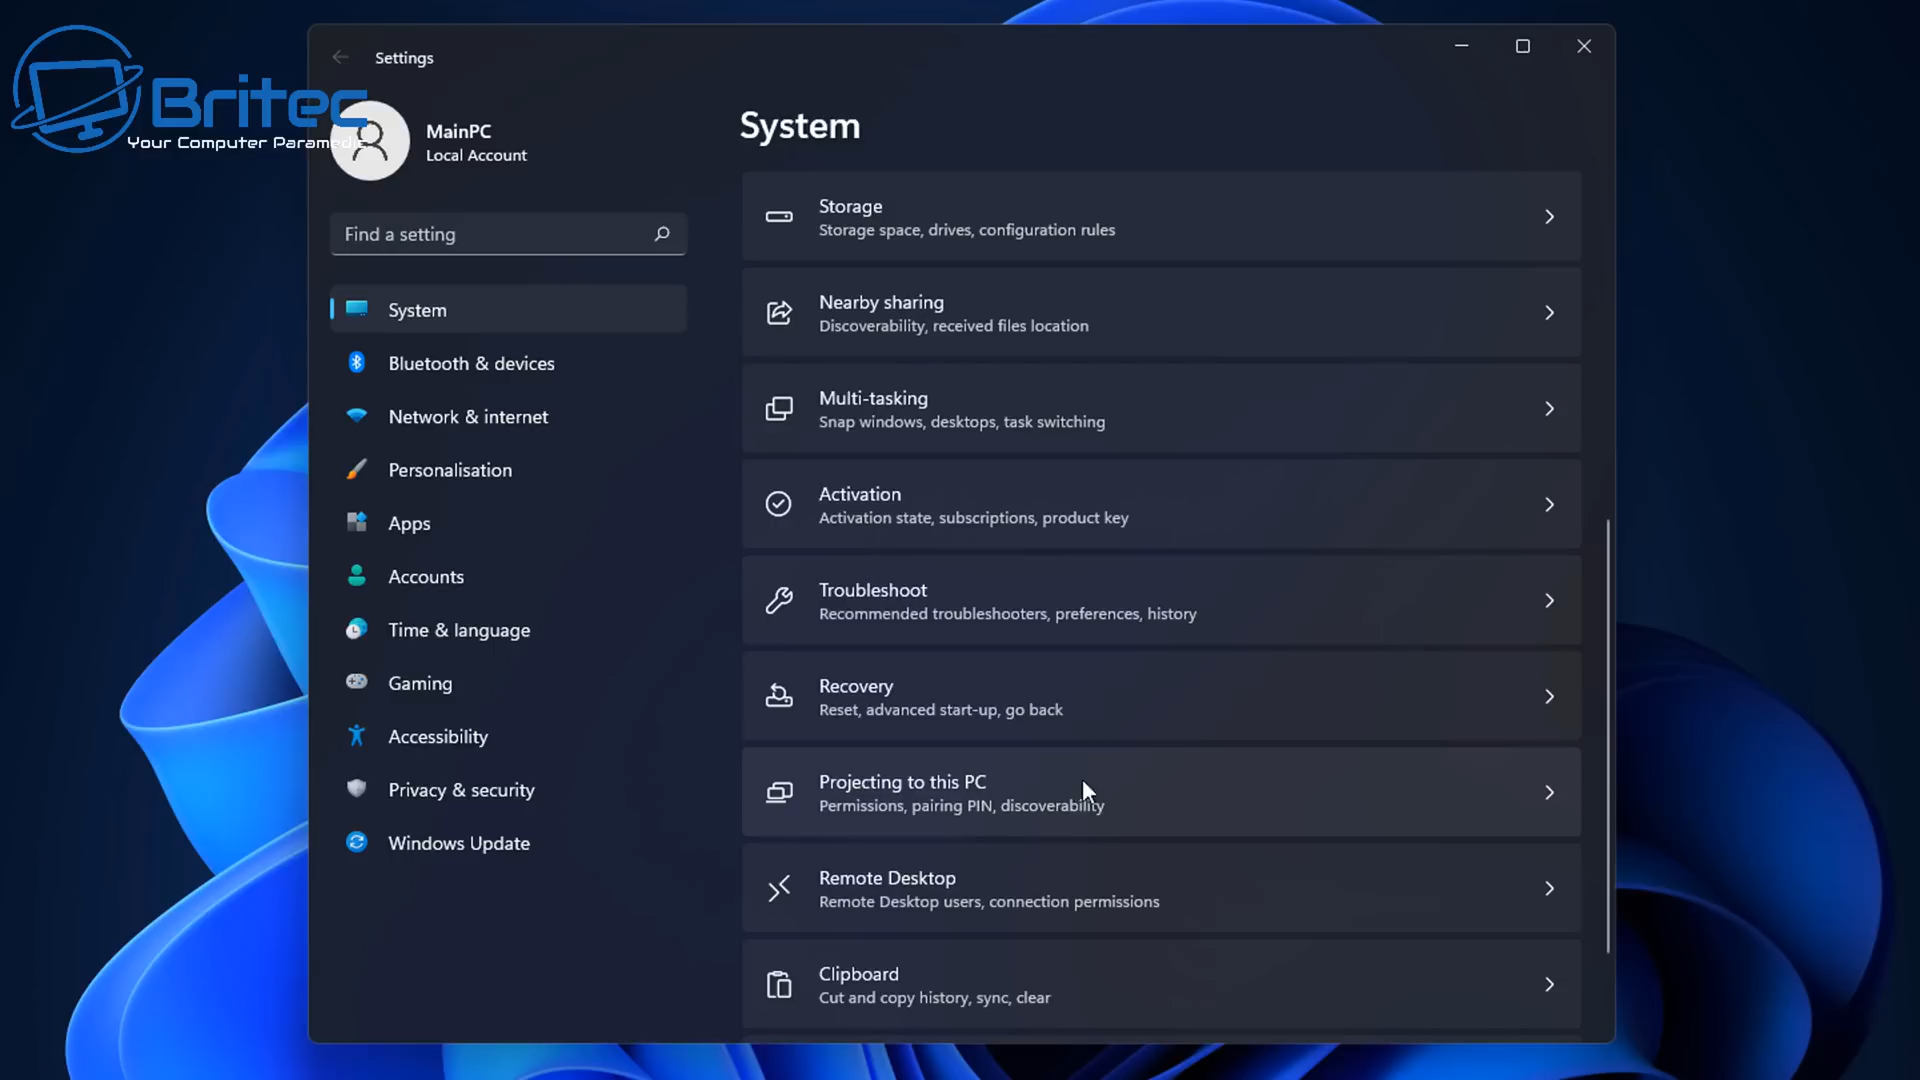 Settings
Britec
Your Computer Paramedic
MainPC
Local Account
Find a setting
System
Bluetooth & devices
Network & internet
Personalisation
Apps
Accounts
Time & language
Gaming
Accessibility
Privacy & security
Windows Update
System
Storage
Storage space, drives, configuration rules
Nearby sharing
Discoverability, received files location
Multi-tasking
Snap windows, desktops, task switching
Activation
Activation state, subscriptions, product key
Troubleshoot
Recommended troubleshooters, preferences, history
Recovery
Reset, advanced start-up, go back
Projecting to this PC
Permissions, pairing PIN, discoverability
Remote Desktop
Remote Desktop users, connection permissions
Clipboard
Cut and copy history, sync, clear